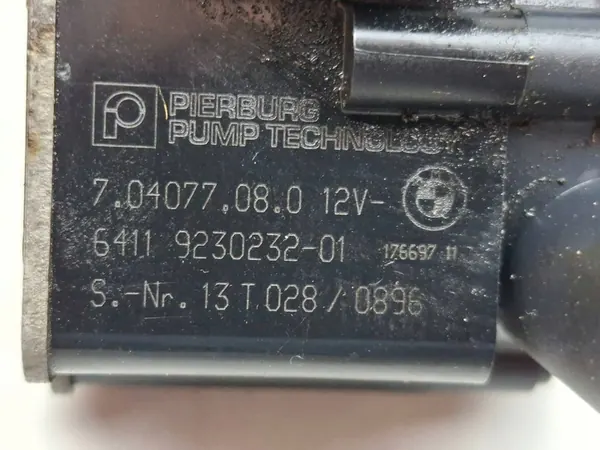 PIERBURG
PUMP TECHNOLOGY
7.04077.08.0 12V-
6411 9230232-01 176697 11
S.-Nr. 13 T 028 / 0896